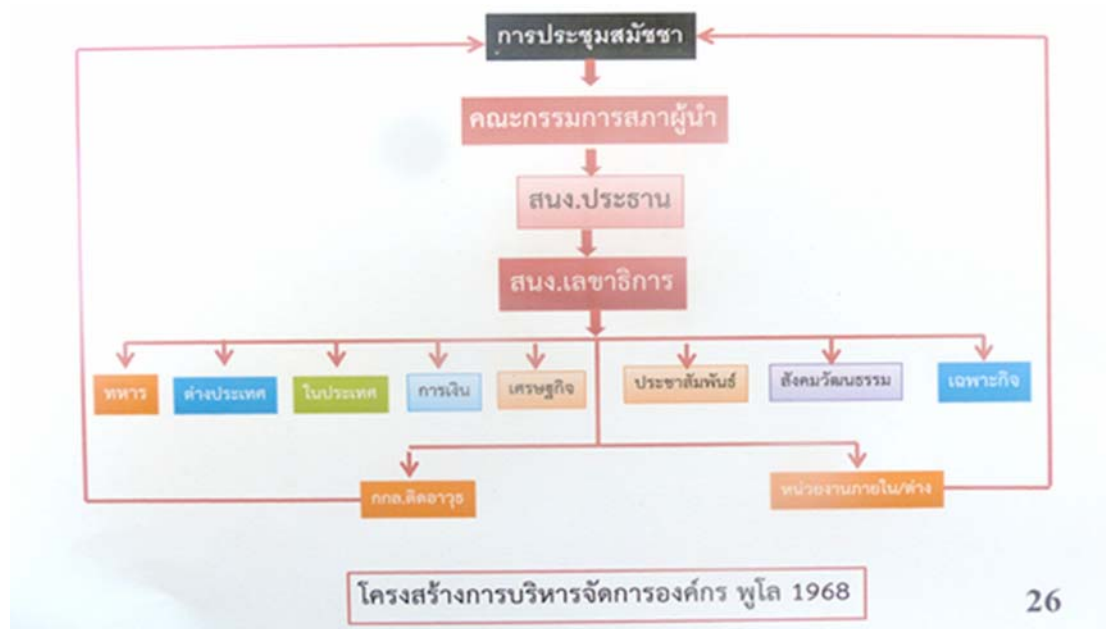 การประชุมสมัชชา
คณะกรรมการสภาผู้นำ
สนง.ประธาน
สนง.เลขาธิการ
ทหาร
ต่างประเทศ
ในประเทศ
การเงิน
เศรษฐกิจ
ประชาสัมพันธ์
สังคมวัฒนธรรม
เฉพาะกิจ
กกล.ติดอาวุธ
หน่วยงานภายใน/ต่าง
โครงสร้างการบริหารจัดการองค์กร พูโล 1968
26